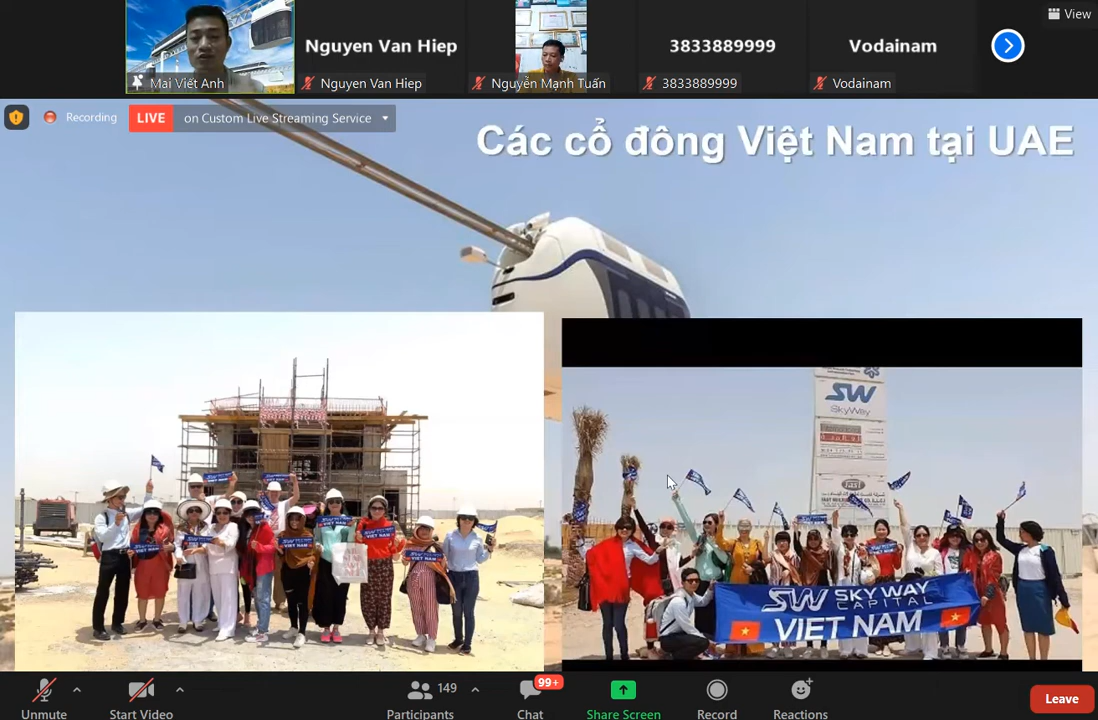 View
Nguyen Van Hiep
3833889999
Vodainam
Mai Viết Anh
Nguyen Van Hiep
Nguyễn Mạnh Tuấn
3833889999
Vodainam
Recording
LIVE
on Custom Live Streaming Service
Các cổ đông Việt Nam tại UAE
SW
SkyWay
VIỆT NAM
SW SKY WAY
CAPITAL
VIỆT NAM
Unmute
Start Video
149
Participants
99+
Chat
Share Screen
Record
Reactions
Leave